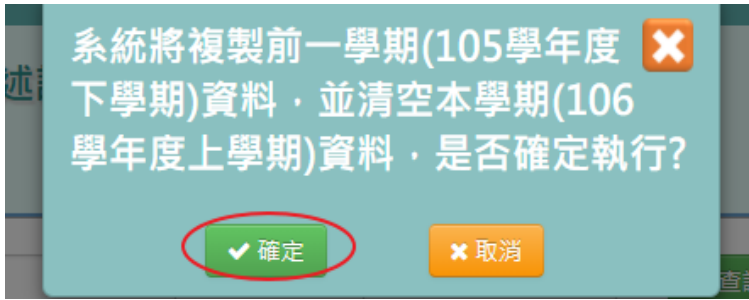 系統將複製前一學期(105學年度
下學期)資料，並清空本學期(106
學年度上學期)資料，是否確定執行?
確定
取消
述
查